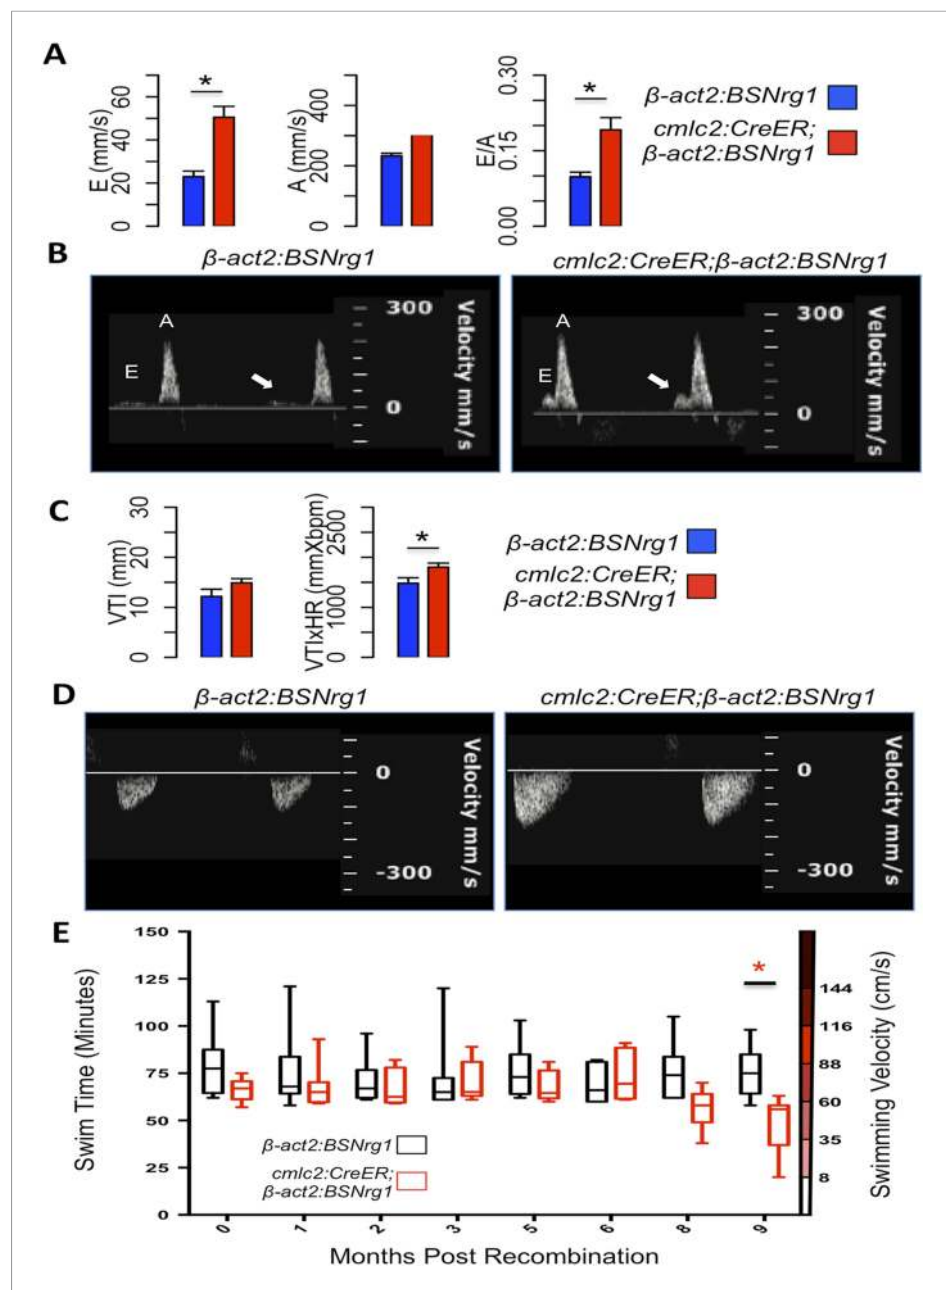 A
E (mm/s)
0 20 40 60
*
A (mm/s)
0 200 400
E/A
0.00 0.15 0.30
*
β-act2:BSNrg1
cmlc2:CreER;
β-act2:BSNrg1
B
β-act2:BSNrg1
cmlc2:CreER;β-act2:BSNrg1
A
E
300
0
Velocity mm/s
A
E
300
0
Velocity mm/s
C
VTI (mm)
0 15 30
VTIxHR (mmXbpm)
0 1000 2500
*
β-act2:BSNrg1
cmlc2:CreER;
β-act2:BSNrg1
D
β-act2:BSNrg1
cmlc2:CreER;β-act2:BSNrg1
0
-300
Velocity mm/s
0
-300
Velocity mm/s
E
Swim Time (Minutes)
150
125
100
75
50
25
0
*
β-act2:BSNrg1
cmlc2:CreER;
β-act2:BSNrg1
144
116
88
60
35
8
Swimming Velocity (cm/s)
0 1 2 3 5 6 8 9
Months Post Recombination